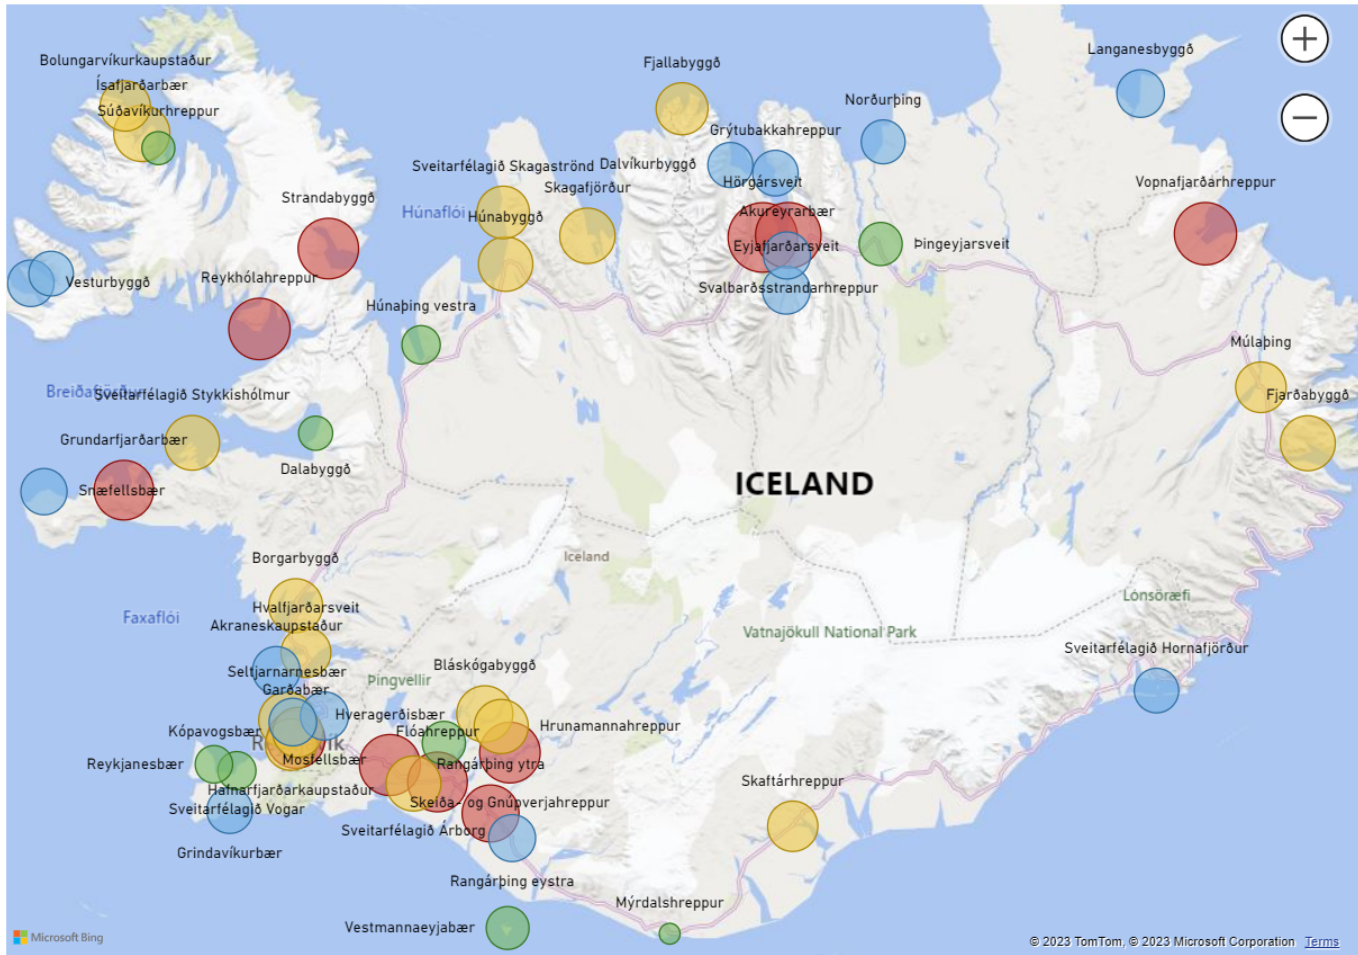 Langanesbyggð
Bolungarvíkurkaupstaður
Fjallabyggð
Ísafjarðarbær
Norðurþing
Súðavíkurhreppur
Grýtubakkahreppur
Sveitarfélagið Skagaströnd
Dalvíkurbyggð
Hörgársveit
Vopnafjarðarhreppur
Skagafjörður
Strandabyggð
Húnaflói
Húnabyggð
Akureyrarbær
Eyjafjarðarsveit
Þingeyjarsveit
Vesturbyggð
Reykhólahreppur
Svalbarðsstrandarhreppur
Húnaþing vestra
Múlaþing
Breiðafjörður
Sveitarfélagið Stykkishólmur
Fjarðabyggð
Grundarfjarðarbær
Dalabyggð
ICELAND
Snæfellsbær
Borgarbyggð
Iceland
Lónsöræfi
Hvalfjarðarsveit
Faxaflói
Akraneskaupstaður
Vatnajökull National Park
Sveitarfélagið Hornafjörður
Bláskógabyggð
Seltjarnarnesbær
Þingvellir
Garðabær
Hveragerðisbær
Hrunamannahreppur
Kópavogsbær
Flóahreppur
Reykjanesbær
Mosfellsbær
Rangárþing ytra
Skaftárhreppur
Hafnarfjarðarkaupstaður
Skeiða- og Gnúpverjahreppur
Sveitarfélagið Vogar
Sveitarfélagið Árborg
Grindavíkurbær
Rangárþing eystra
Mýrdalshreppur
Vestmannaeyjabær
Microsoft Bing
© 2023 TomTom, © 2023 Microsoft Corporation Terms